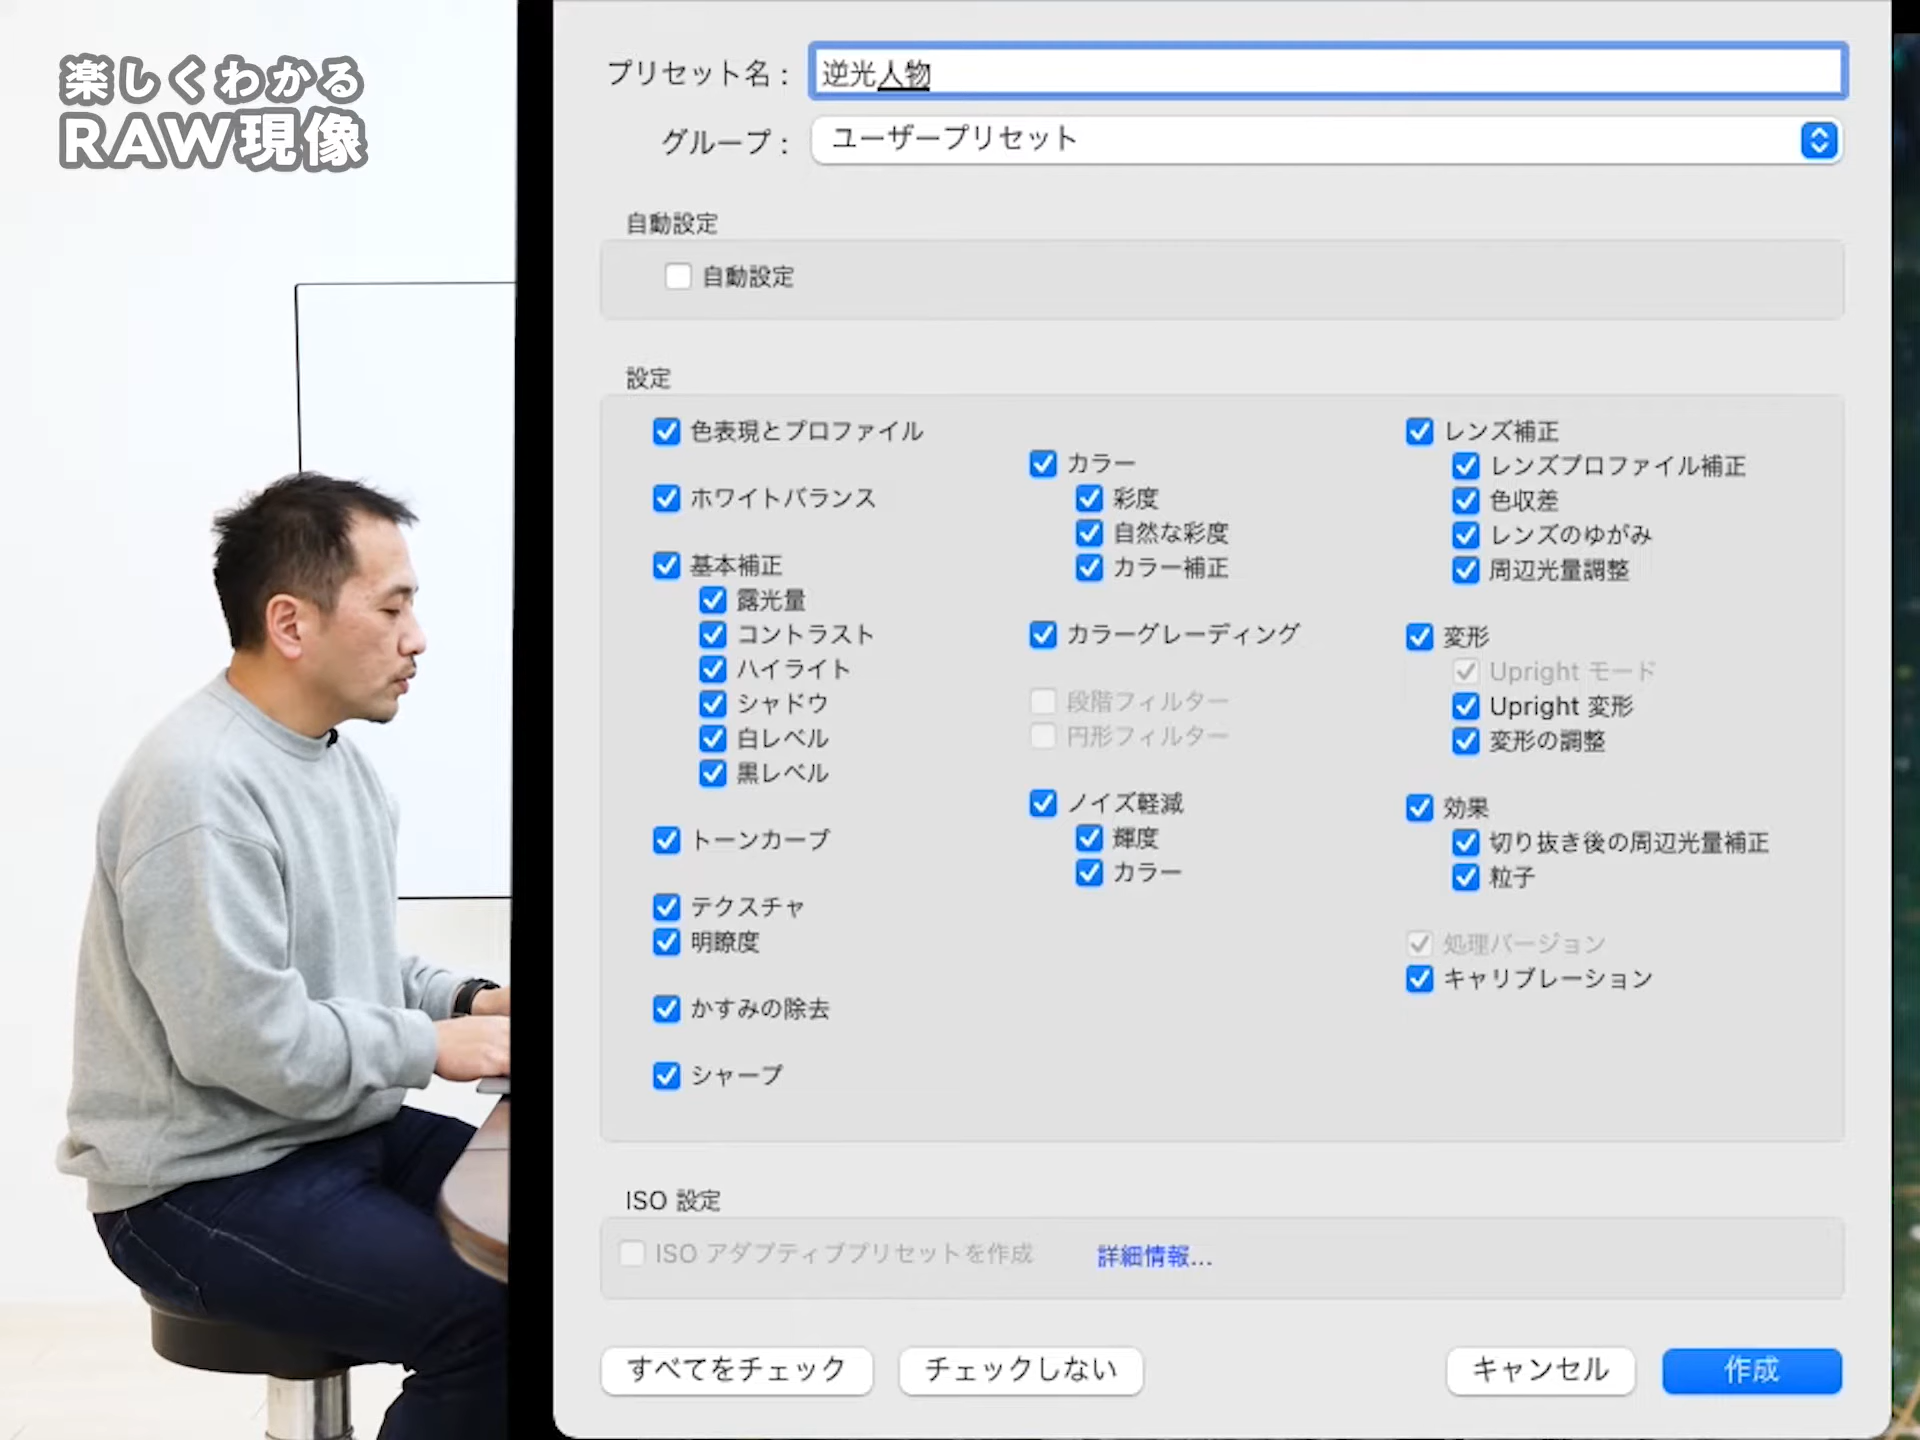 楽しくわかる
RAW現像
プリセット名：
逆光人物
グループ：
ユーザープリセット
自動設定
自動設定
設定
色表現とプロファイル
ホワイトバランス
基本補正
露光量
コントラスト
ハイライト
シャドウ
白レベル
黒レベル
トーンカーブ
テクスチャ
明瞭度
かすみの除去
シャープ
カラー
彩度
自然な彩度
カラー補正
カラーグレーディング
段階フィルター
円形フィルター
ノイズ軽減
輝度
カラー
レンズ補正
レンズプロファイル補正
色収差
レンズのゆがみ
周辺光量調整
変形
Upright モード
Upright 変形
変形の調整
効果
切り抜き後の周辺光量補正
粒子
処理バージョン
キャリブレーション
ISO 設定
ISO アダプティブプリセットを作成
詳細情報...
すべてをチェック
チェックしない
キャンセル
作成